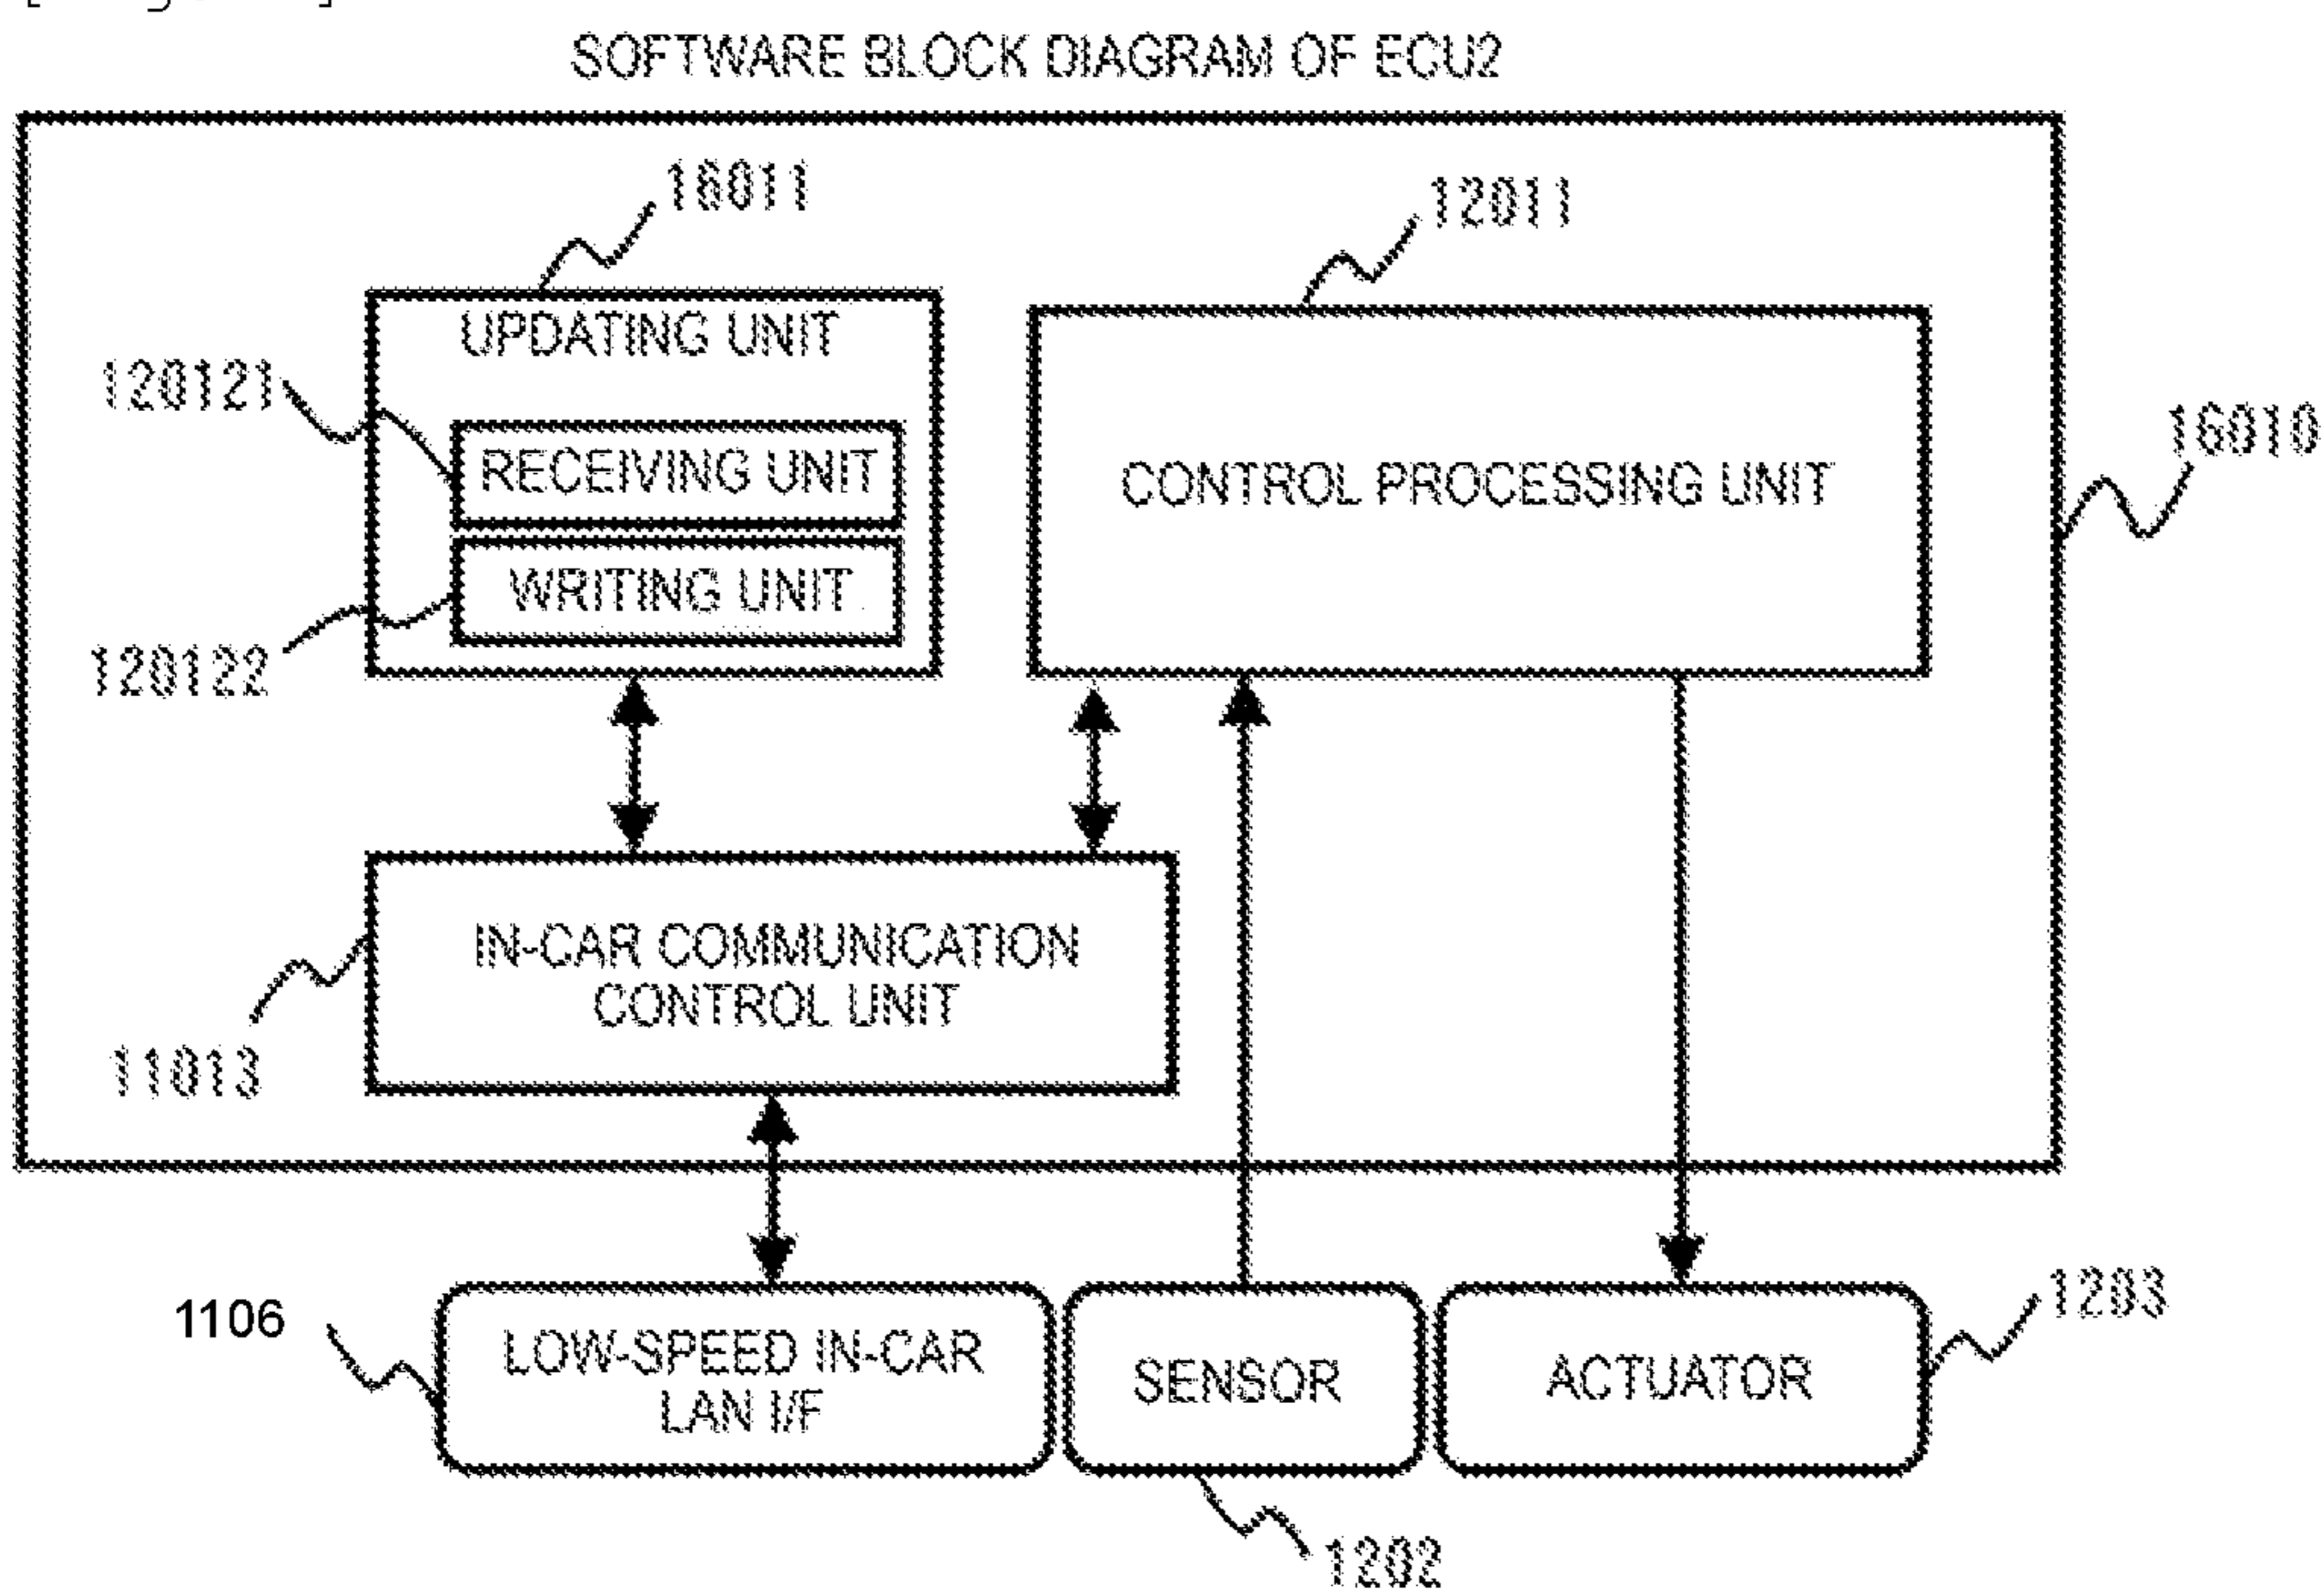 SOFTWARE BLOCK DIAGRAM OF ECU2
16011
12011
UPDATING UNIT
120121
RECEIVING UNIT
CONTROL PROCESSING UNIT
16010
WRITING UNIT
120122
IN-CAR COMMUNICATION
CONTROL UNIT
11013
1106
LOW-SPEED IN-CAR
LAN I/F
SENSOR
ACTUATOR
1203
1202